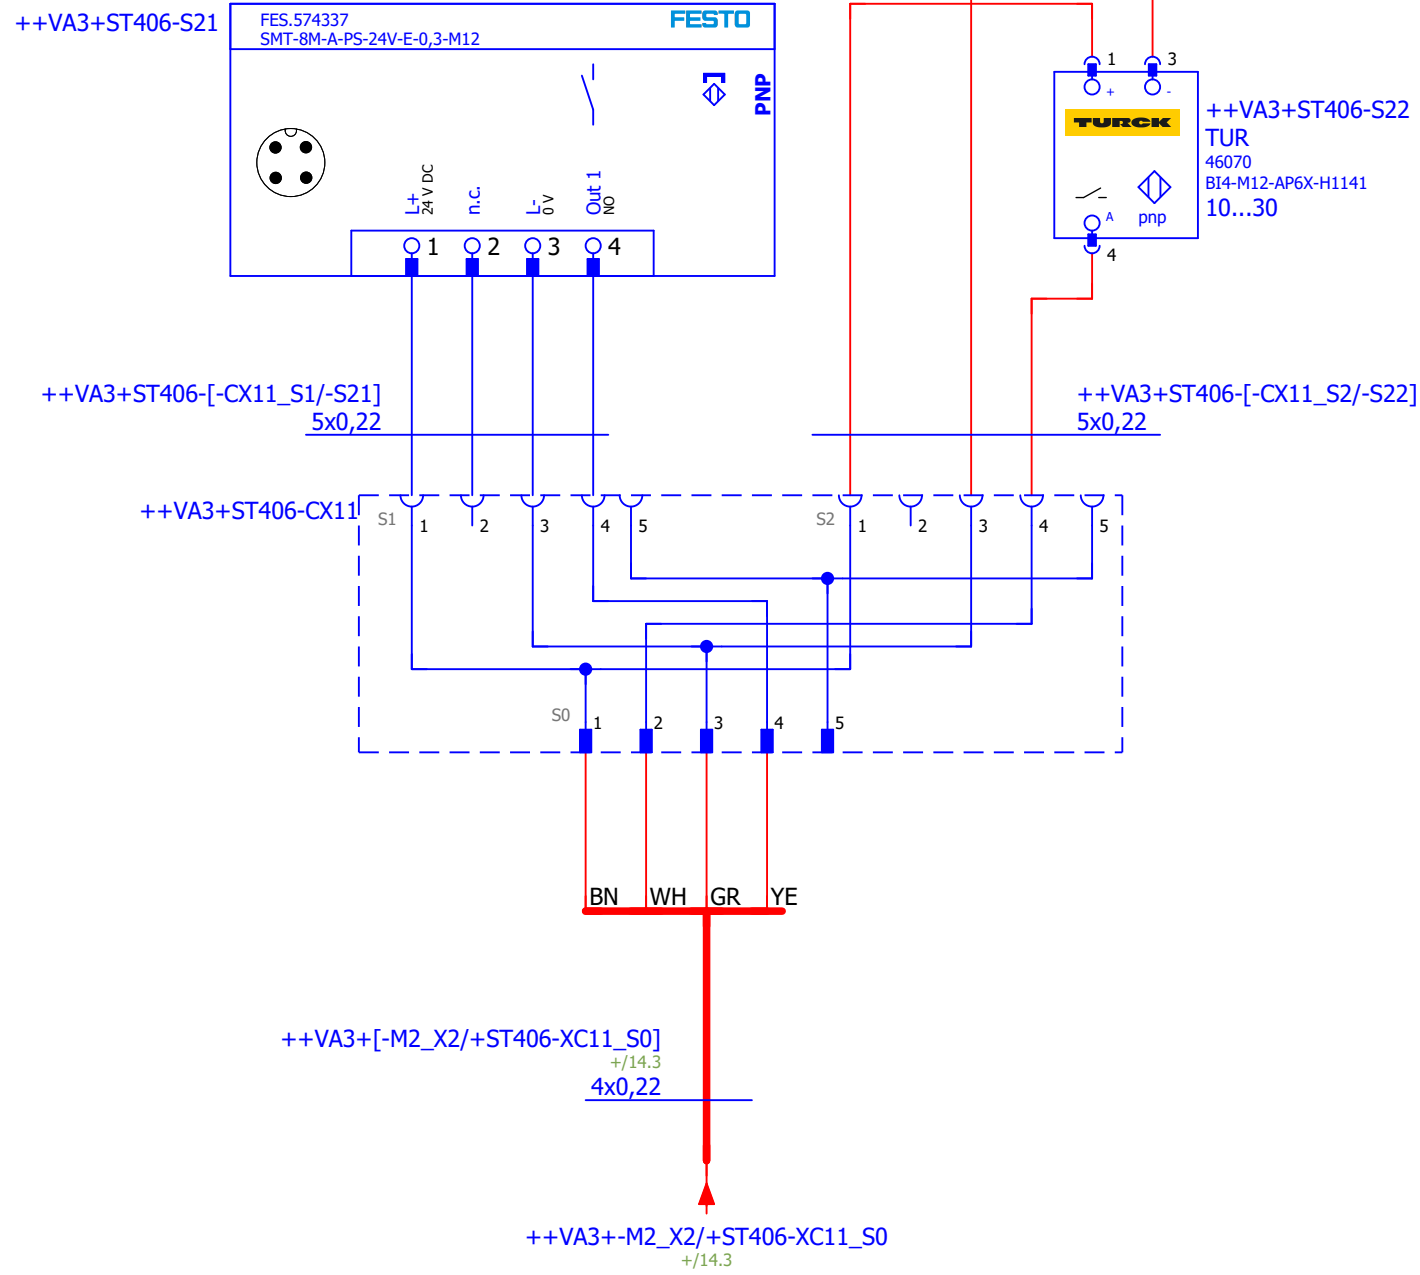 ++VA3+ST406-S21
FES.574337
SMT-8M-A-PS-24V-E-0,3-M12
FESTO
PNP
L+
24 V DC
n.c.
L-
0 V
Out 1
NO
1
2
3
4
1
3
+
-
TURCK
A
pnp
4
++VA3+ST406-S22
TUR
46070
BI4-M12-AP6X-H1141
10...30
++VA3+ST406-[-CX11_S1/-S21]
5x0,22
++VA3+ST406-[-CX11_S2/-S22]
5x0,22
++VA3+ST406-CX11
S1
1
2
3
4
5
S2
1
2
3
4
5
S0
1
2
3
4
5
BN
WH
GR
YE
++VA3+[-M2_X2/+ST406-XC11_S0]
+/14.3
4x0,22
++VA3+-M2_X2/+ST406-XC11_S0
+/14.3